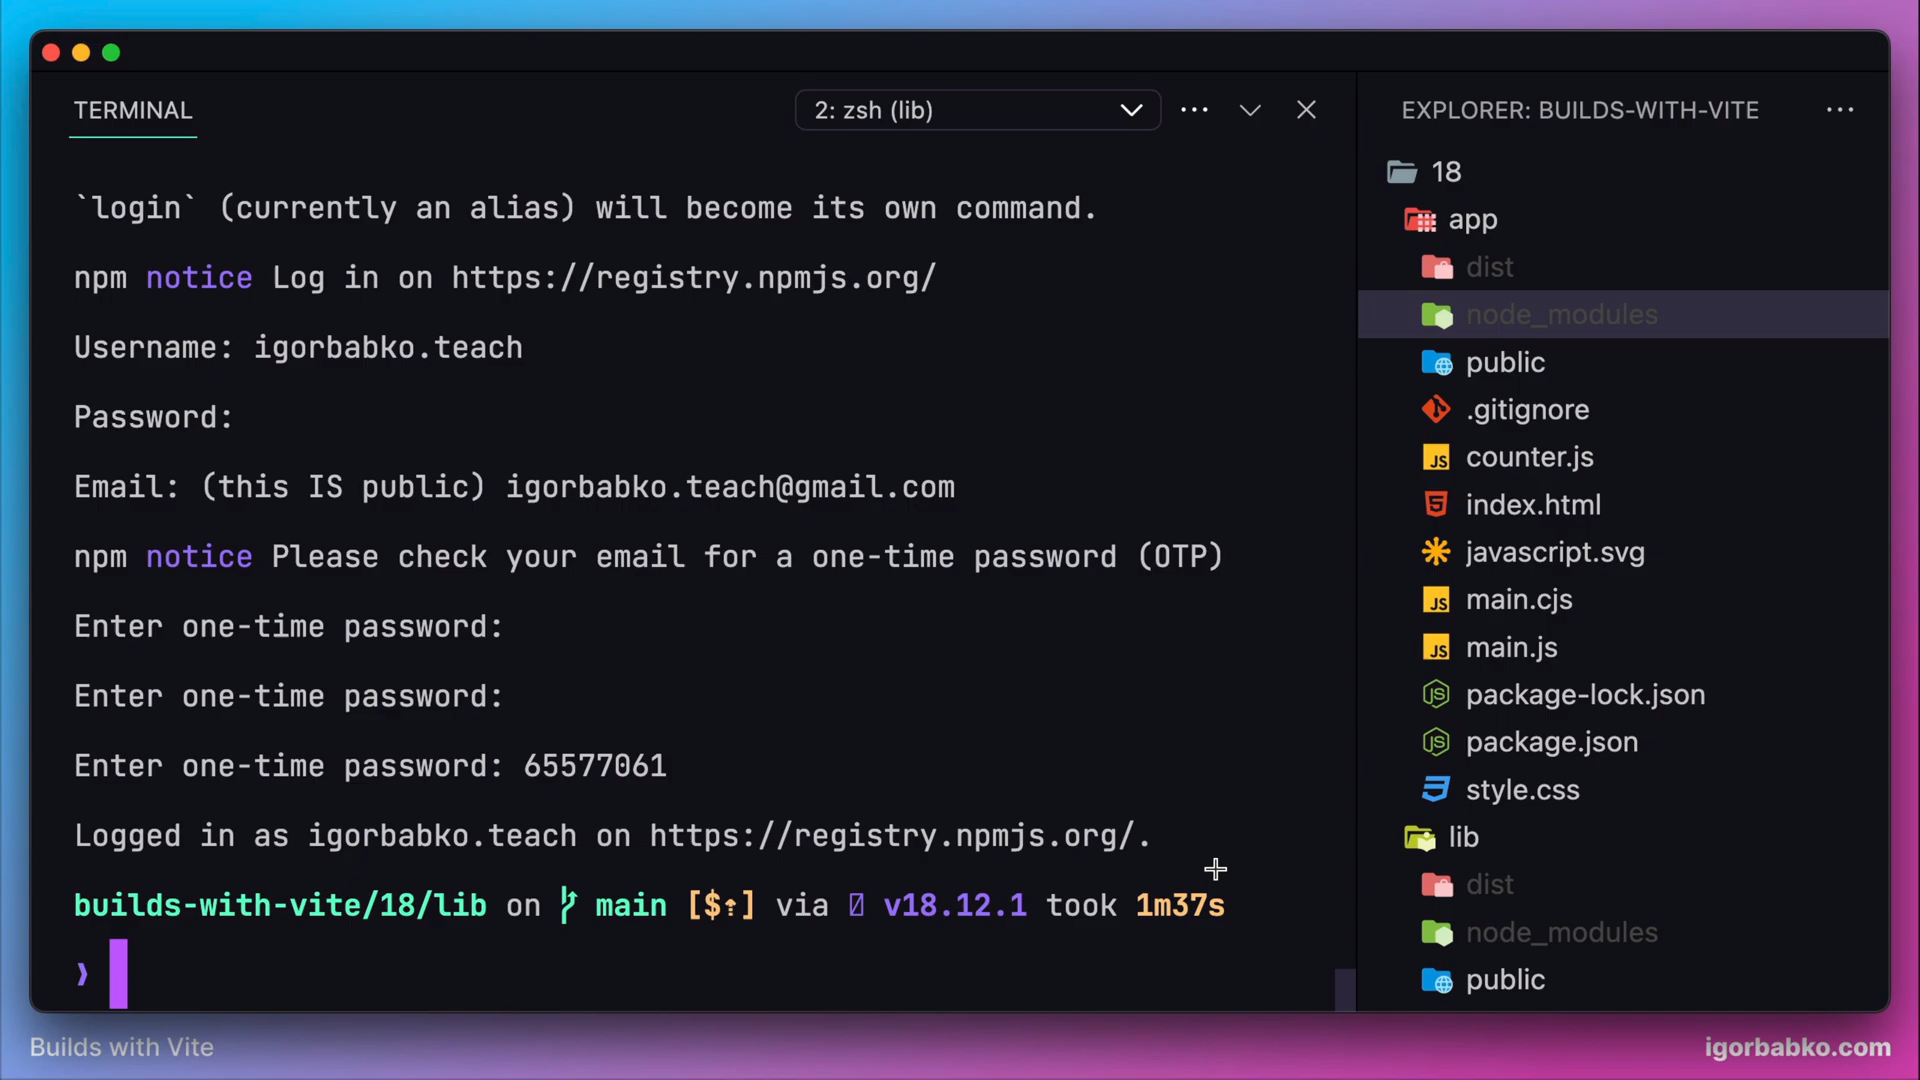 TERMINAL
2: zsh (lib)
`login` (currently an alias) will become its own command.
npm notice Log in on https://registry.npmjs.org/
Username: igorbabko.teach
Password:
Email: (this IS public) igorbabko.teach@gmail.com
npm notice Please check your email for a one-time password (OTP)
Enter one-time password:
Enter one-time password:
Enter one-time password: 65577061
Logged in as igorbabko.teach on https://registry.npmjs.org/.
builds-with-vite/18/lib on main [$⇡] via v18.12.1 took 1m37s
❯
EXPLORER: BUILDS-WITH-VITE
18
app
dist
node_modules
public
.gitignore
counter.js
index.html
javascript.svg
main.cjs
main.js
package-lock.json
package.json
style.css
lib
dist
node_modules
public
Builds with Vite
igorbabko.com